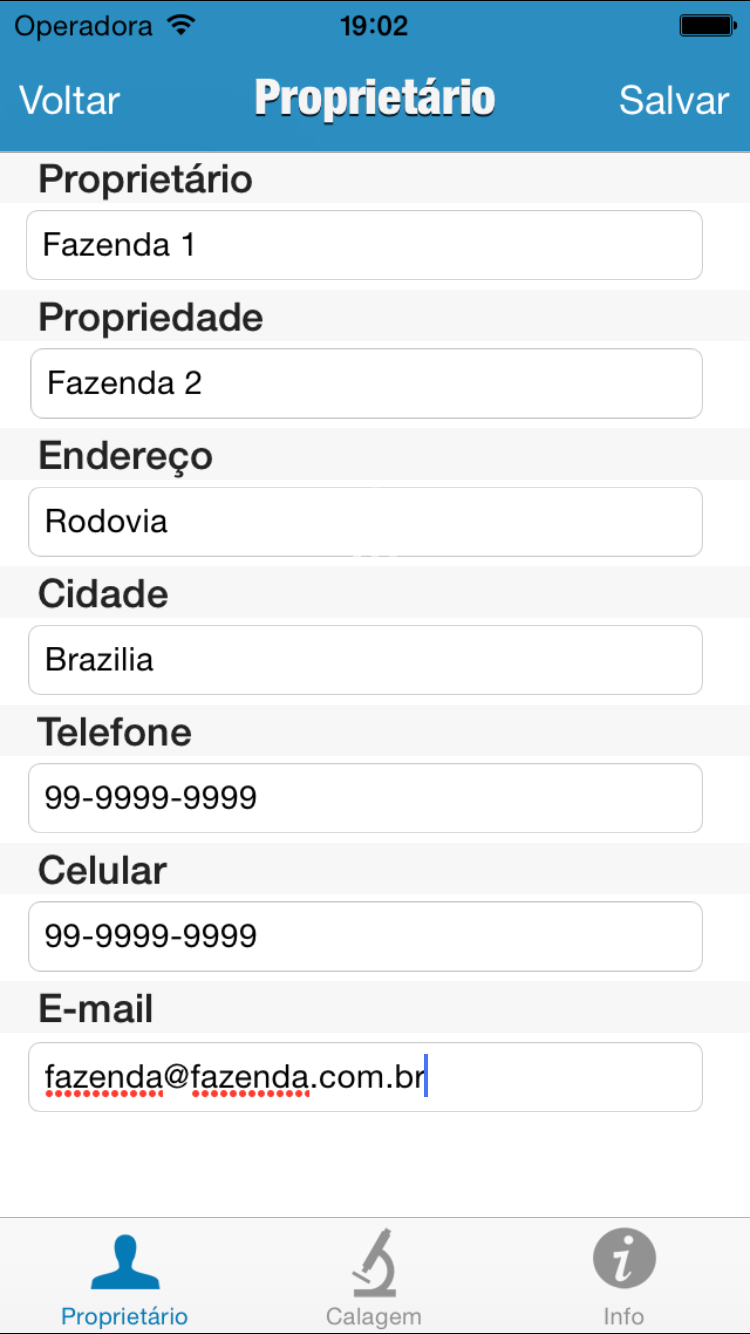 Operadora 19:02
Voltar Proprietário Salvar
Proprietário
Fazenda 1
Propriedade
Fazenda 2
Endereço
Rodovia
Cidade
Brazilia
Telefone
99-9999-9999
Celular
99-9999-9999
E-mail
fazenda@fazenda.com.br
Proprietário Calagem Info